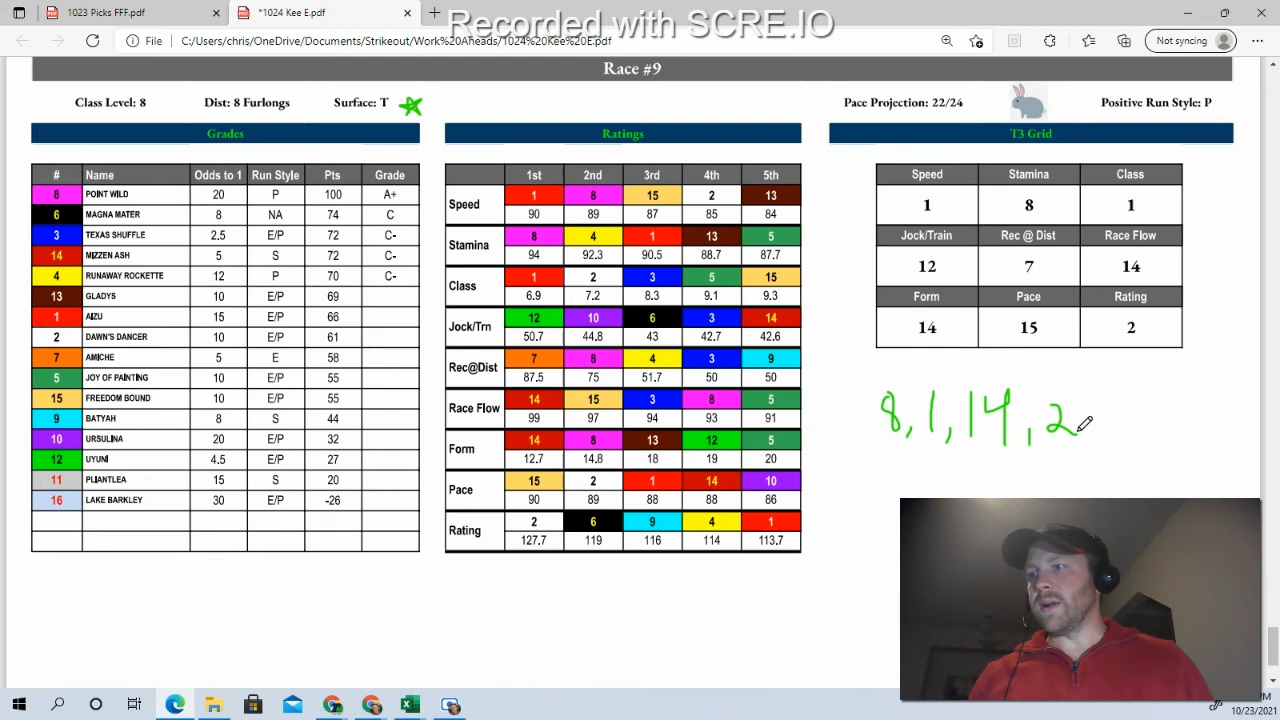 1023 Picks FFF.pdf
*1024 Kee E.pdf
Recorded with SCRE.IO
File
C:/Users/chris/OneDrive/Documents/Strikeout/Work%20Aheads/1024%20Kee%20E.pdf
Not syncing
Race #9
Class Level: 8 Dist: 8 Furlongs Surface: T Pace Projection: 22/24 Positive Run Style: P
Grades
# Name Odds to 1 Run Style Pts Grade
8 POINT WILD 20 P 100 A+
6 MAGNA MATER 8 NA 74 C
3 TEXAS SHUFFLE 2.5 E/P 72 C-
14 MIZZEN ASH 5 S 72 C-
4 RUNAWAY ROCKETTE 12 P 70 C-
13 GLADYS 10 E/P 69
1 AIZU 15 E/P 66
2 DAWN'S DANCER 10 E/P 61
7 AMICHE 5 E 58
5 JOY OF PAINTING 10 E/P 55
15 FREEDOM BOUND 10 E/P 55
9 BATYAH 8 S 44
10 URSULINA 20 E/P 32
12 UYUNI 4.5 E/P 27
11 PLIANTLEA 15 S 20
16 LAKE BARKLEY 30 E/P -26
Ratings
1st 2nd 3rd 4th 5th
Speed 1 8 15 2 13
90 89 87 85 84
Stamina 8 4 1 13 5
94 92.3 90.5 88.7 87.7
Class 1 2 3 5 15
6.9 7.2 8.3 9.1 9.3
Jock/Trn 12 10 6 3 14
50.7 44.8 43 42.7 42.6
Rec@Dist 7 8 4 3 9
87.5 75 51.7 50 50
Race Flow 14 15 3 8 5
99 97 94 93 91
Form 14 8 13 12 5
12.7 14.8 18 19 20
Pace 15 2 1 14 10
90 89 88 88 86
Rating 2 6 9 4 1
127.7 119 116 114 113.7
T3 Grid
Speed Stamina Class
1 8 1
Jock/Train Rec @ Dist Race Flow
12 7 14
Form Pace Rating
14 15 2
8, 1, 14, 2
10/23/2021